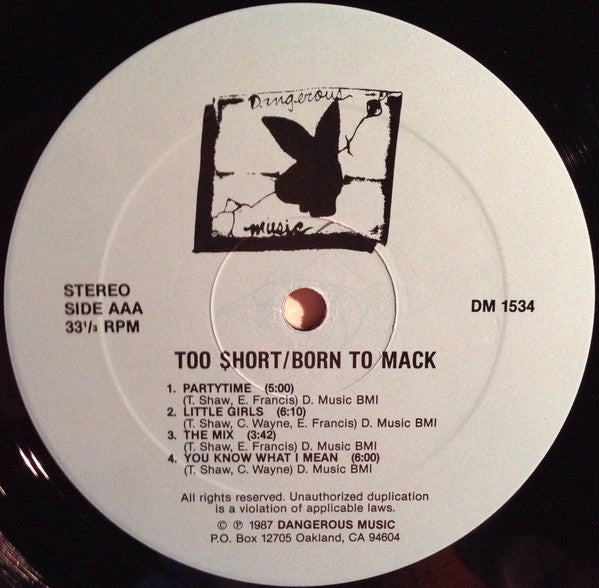 Dangerous
music
STEREO
SIDE AAA
33⅓ RPM
DM 1534
TOO $HORT/BORN TO MACK
1. PARTYTIME (5:00)
(T. Shaw, E. Francis) D. Music BMI
2. LITTLE GIRLS (6:10)
(T. Shaw, C. Wayne, E. Francis) D. Music BMI
3. THE MIX (3:42)
(T. Shaw, E. Francis) D. Music BMI
4. YOU KNOW WHAT I MEAN (6:00)
(T. Shaw, C. Wayne) D. Music BMI
All rights reserved. Unauthorized duplication
is a violation of applicable laws.
© ℗ 1987 DANGEROUS MUSIC
P.O. Box 12705 Oakland, CA 94604